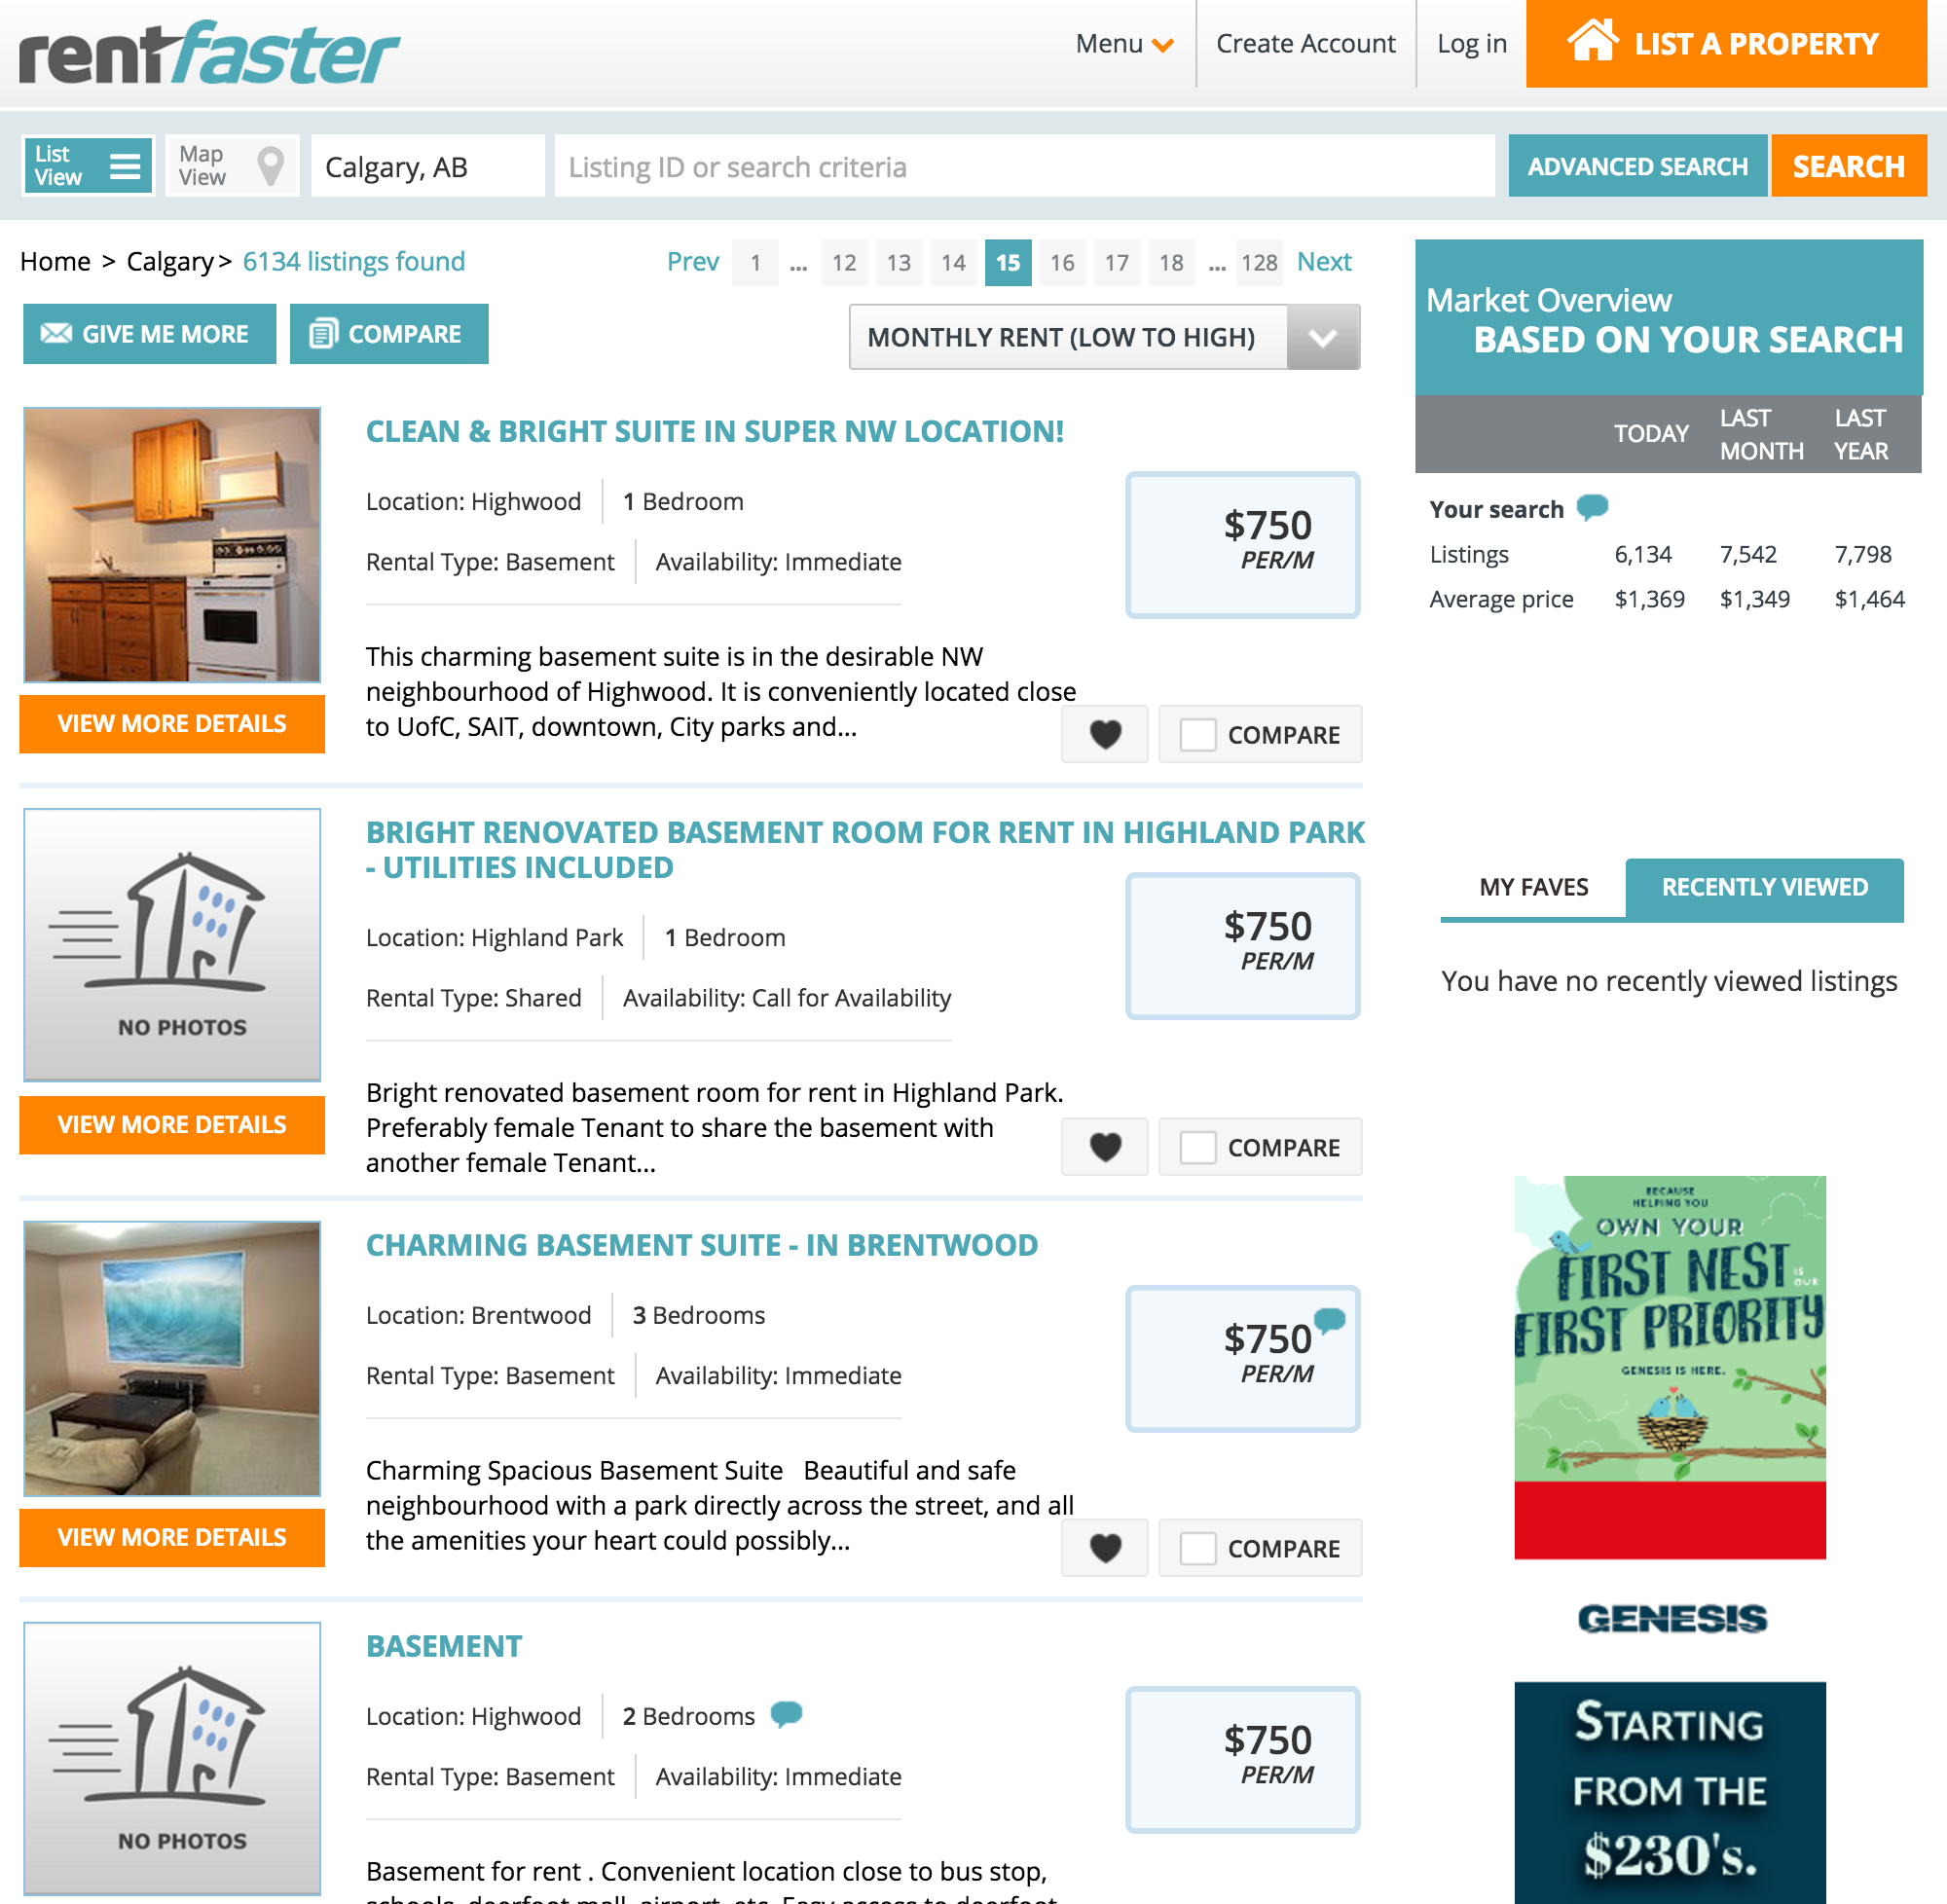 rentfaster
Menu
Create Account
Log in
LIST A PROPERTY
List
View
Map
View
Calgary, AB
Listing ID or search criteria
ADVANCED SEARCH
SEARCH
Home > Calgary > 6134 listings found
Prev 1 ... 12 13 14 15 16 17 18 ... 128 Next
GIVE ME MORE
COMPARE
MONTHLY RENT (LOW TO HIGH)
CLEAN & BRIGHT SUITE IN SUPER NW LOCATION!
Location: Highwood
1 Bedroom
Rental Type: Basement
Availability: Immediate
$750
PER/M
This charming basement suite is in the desirable NW
neighbourhood of Highwood. It is conveniently located close
to UofC, SAIT, downtown, City parks and...
VIEW MORE DETAILS
COMPARE
BRIGHT RENOVATED BASEMENT ROOM FOR RENT IN HIGHLAND PARK
- UTILITIES INCLUDED
NO PHOTOS
Location: Highland Park
1 Bedroom
Rental Type: Shared
Availability: Call for Availability
$750
PER/M
Bright renovated basement room for rent in Highland Park.
Preferably female Tenant to share the basement with
another female Tenant...
VIEW MORE DETAILS
COMPARE
CHARMING BASEMENT SUITE - IN BRENTWOOD
Location: Brentwood
3 Bedrooms
Rental Type: Basement
Availability: Immediate
$750
PER/M
Charming Spacious Basement Suite Beautiful and safe
neighbourhood with a park directly across the street, and all
the amenities your heart could possibly...
VIEW MORE DETAILS
COMPARE
BASEMENT
NO PHOTOS
Location: Highwood
2 Bedrooms
Rental Type: Basement
Availability: Immediate
$750
PER/M
Basement for rent . Convenient location close to bus stop,
schools, deerfoot mall, airport, etc. Easy access to deerfoot
Market Overview
BASED ON YOUR SEARCH
TODAY
LAST
MONTH
LAST
YEAR
Your search
Listings 6,134 7,542 7,798
Average price $1,369 $1,349 $1,464
MY FAVES
RECENTLY VIEWED
You have no recently viewed listings
BECAUSE
HELPING YOU
OWN YOUR
FIRST NEST
IS
OUR
FIRST PRIORITY
GENESIS IS HERE.
GENESIS
STARTING
FROM THE
$230's.